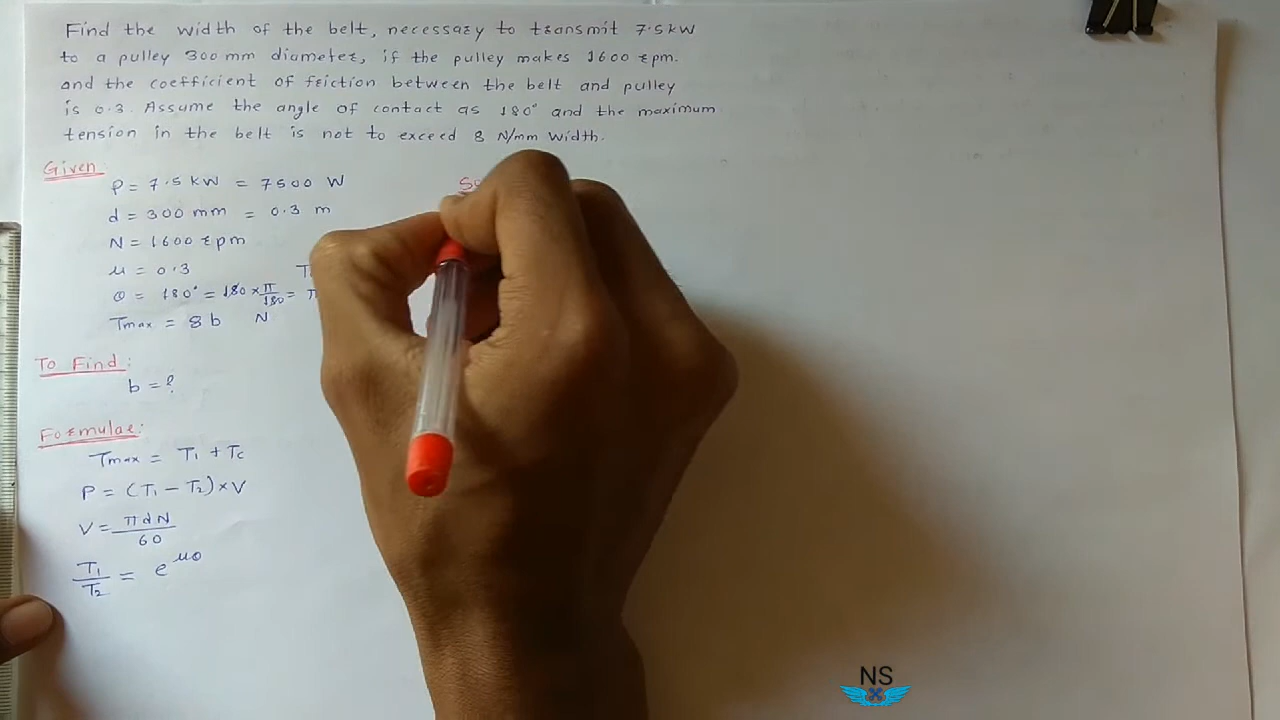 Find the width of the belt, necessary to transmit 7.5 kW
to a pulley 300 mm diameter, if the pulley makes 1600 rpm.
and the coefficient of friction between the belt and pulley
is 0.3. Assume the angle of contact as 180° and the maximum
tension in the belt is not to exceed 8 N/mm width.
Given:
P = 7.5 kW = 7500 W
d = 300 mm = 0.3 m
N = 1600 rpm
μ = 0.3
θ = 180° = 180 × π/180 = π
Tmax = 8b N
To Find:
b = ?
Formulae:
Tmax = T1 + Tc
P = (T1 - T2) × V
V = πdN/60
T1/T2 = e^μθ
NS